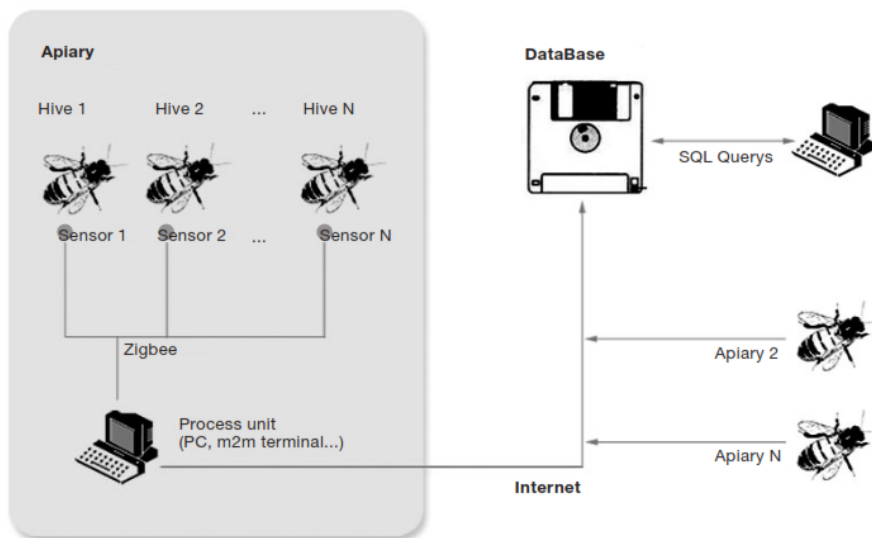 Apiary
DataBase
Hive 1
Hive 2
...
Hive N
SQL Querys
Sensor 1
Sensor 2
...
Sensor N
Zigbee
Apiary 2
Process unit
(PC, m2m terminal...)
Apiary N
Internet